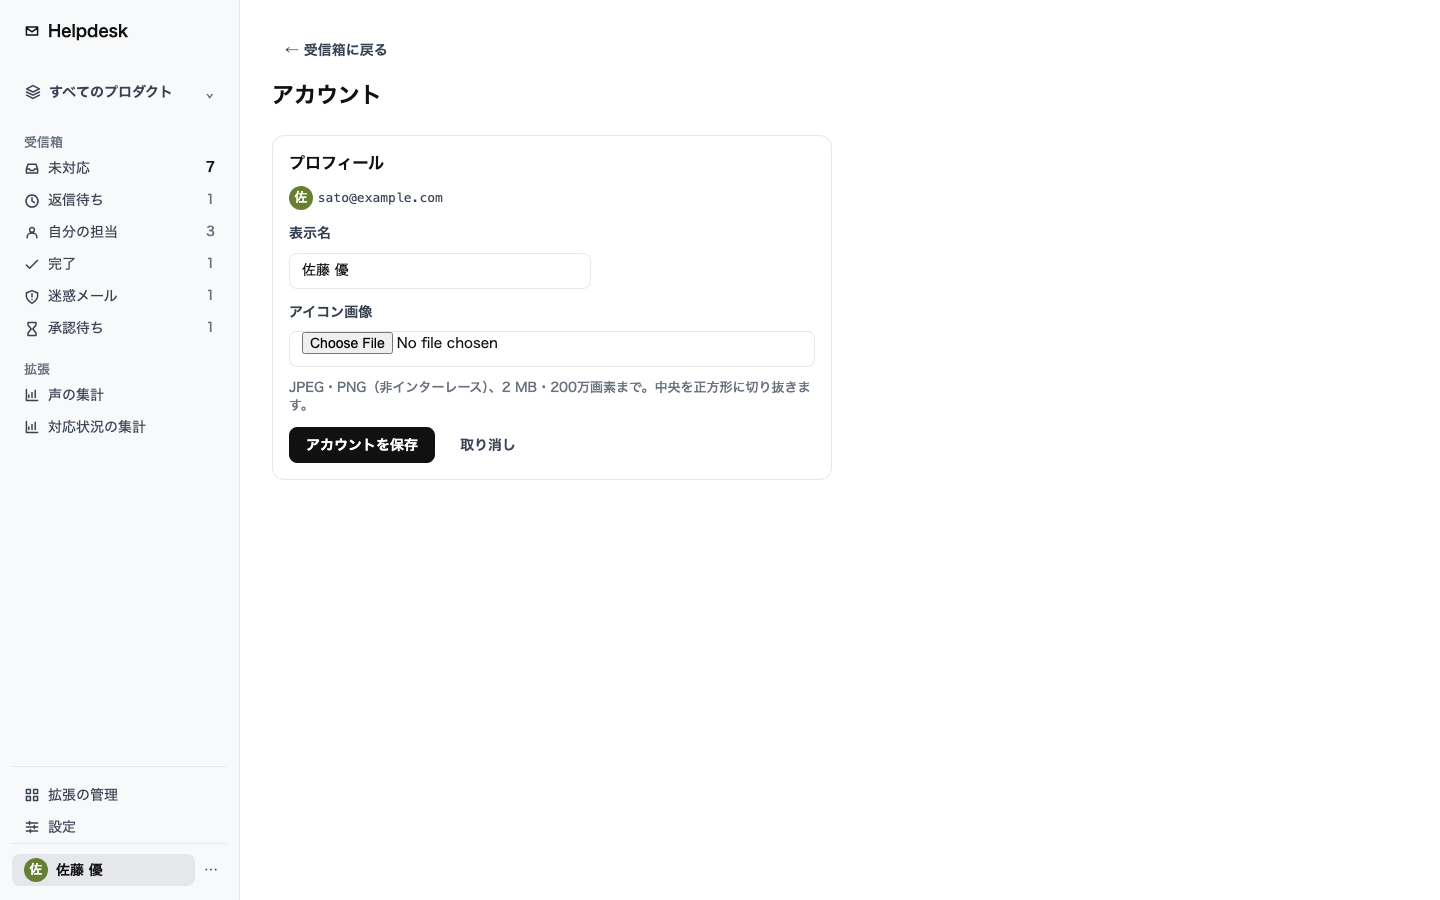 Helpdesk
すべてのプロダクト
受信箱
未対応 7
返信待ち 1
自分の担当 3
完了 1
迷惑メール 1
承認待ち 1
拡張
声の集計
対応状況の集計
拡張の管理
設定
佐 佐藤 優 …
← 受信箱に戻る
アカウント
プロフィール
佐 sato@example.com
表示名
佐藤 優
アイコン画像
Choose File No file chosen
JPEG・PNG（非インターレース）、2 MB・200万画素まで。中央を正方形に切り抜きま
す。
アカウントを保存 取り消し